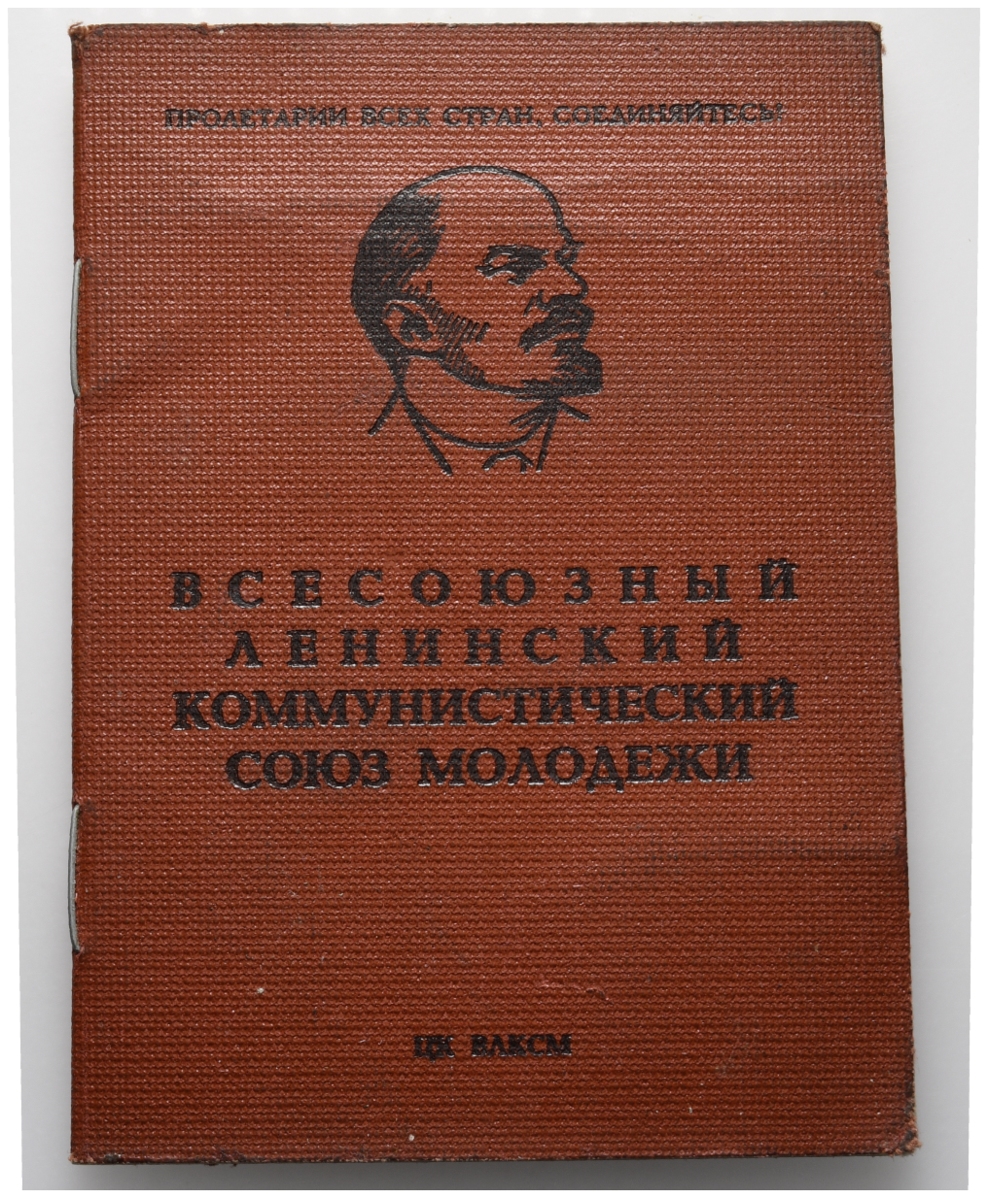 ПРОЛЕТАРИИ ВСЕХ СТРАН, СОЕДИНЯЙТЕСЬ!
ВСЕСОЮЗНЫЙ
ЛЕНИНСКИЙ
КОММУНИСТИЧЕСКИЙ
СОЮЗ МОЛОДЕЖИ
ЦК ВЛКСМ